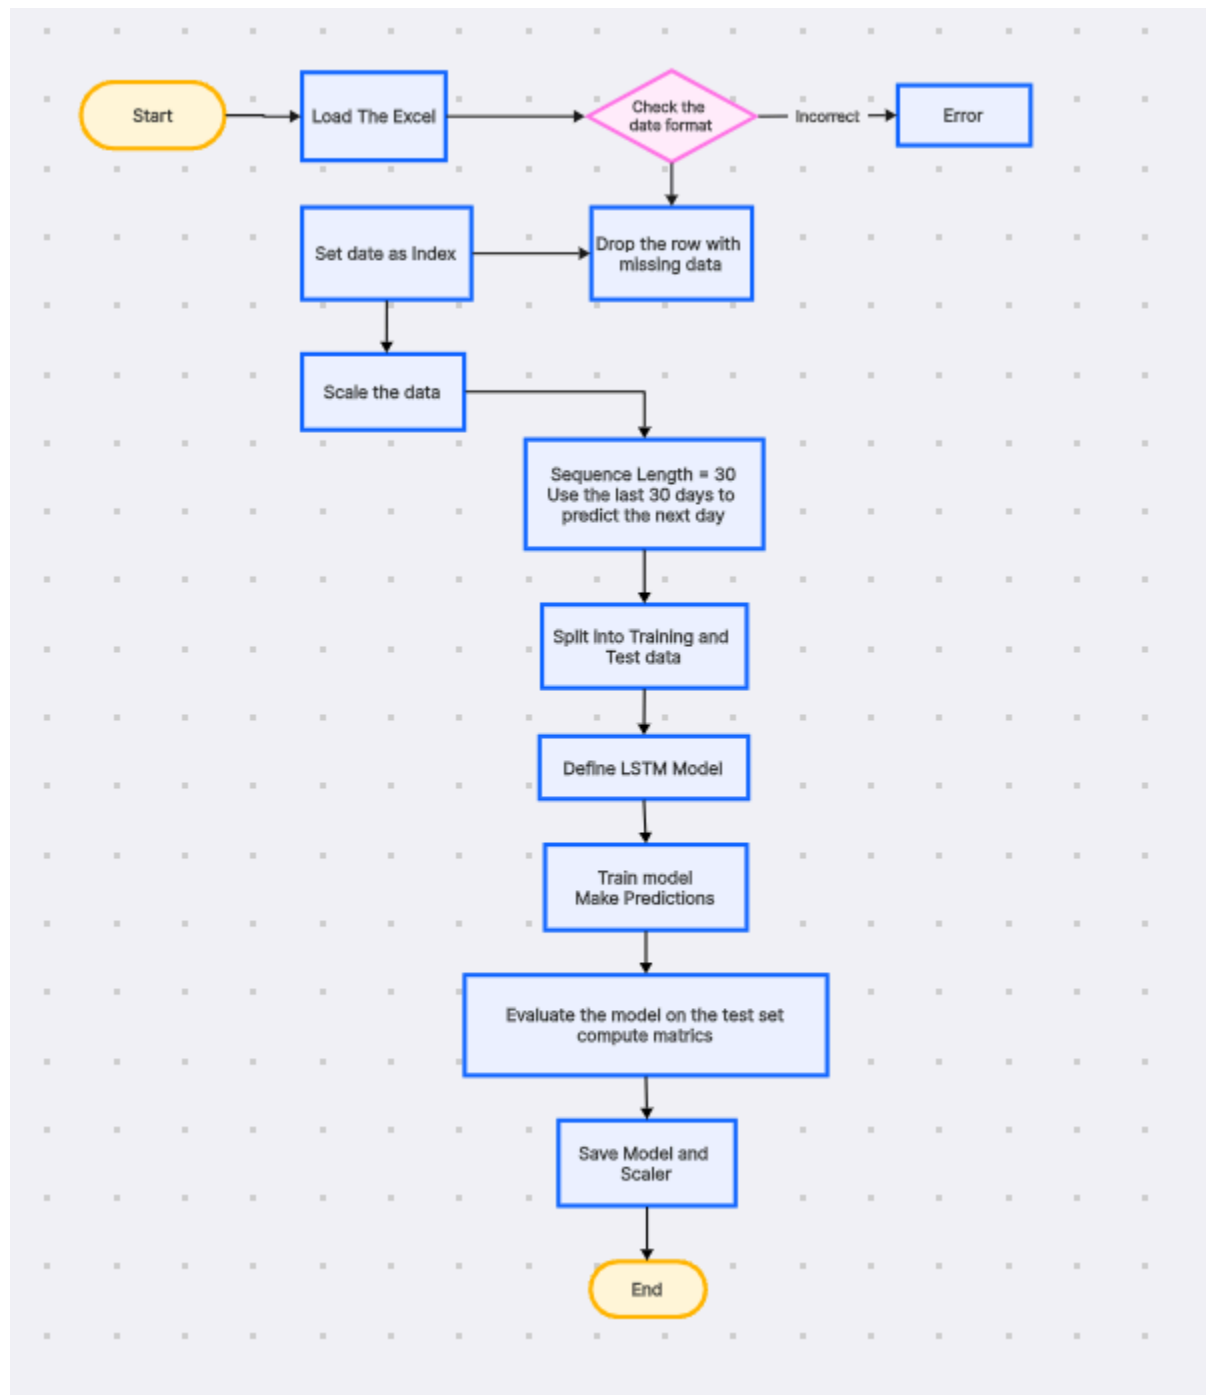 Start
Load The Excel
Check the
date format
Incorrect
Error
Set date as Index
Drop the row with
missing data
Scale the data
Sequence Length = 30
Use the last 30 days to
predict the next day
Split into Training and
Test data
Define LSTM Model
Train model
Make Predictions
Evaluate the model on the test set
compute matrics
Save Model and
Scaler
End